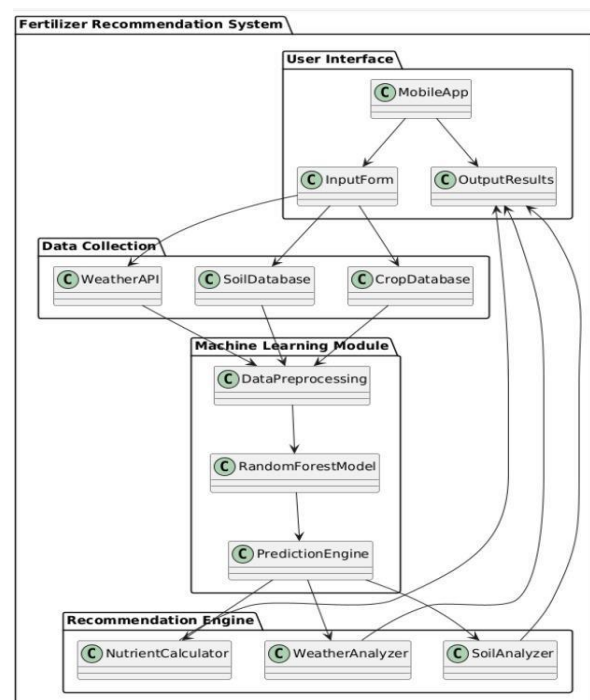 Fertilizer Recommendation System
User Interface
C MobileApp
C InputForm
C OutputResults
Data Collection
C WeatherAPI
C SoilDatabase
C CropDatabase
Machine Learning Module
C DataPreprocessing
C RandomForestModel
C PredictionEngine
Recommendation Engine
C NutrientCalculator
C WeatherAnalyzer
C SoilAnalyzer